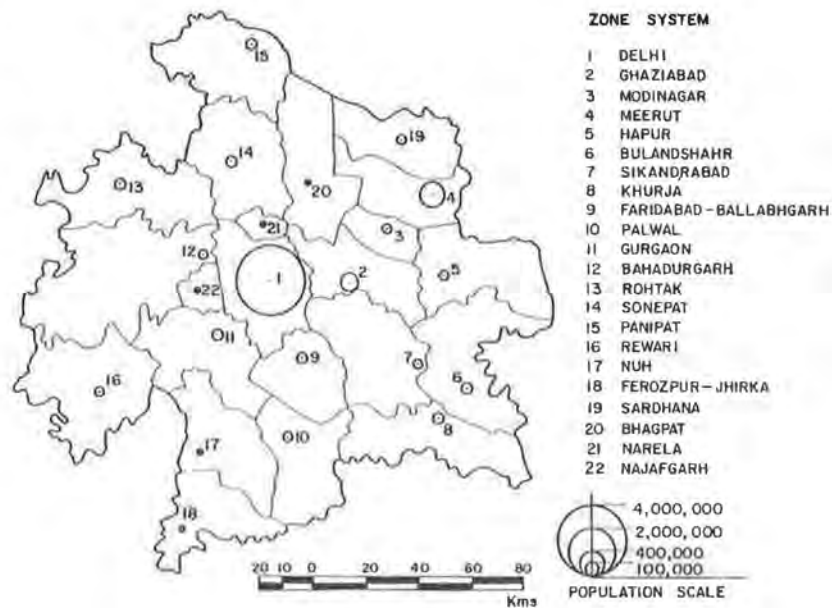 ZONE SYSTEM
1 DELHI
2 GHAZIABAD
3 MODINAGAR
4 MEERUT
5 HAPUR
6 BULANDSHAHR
7 SIKANDRABAD
8 KHURJA
9 FARIDABAD-BALLABHGARH
10 PALWAL
11 GURGAON
12 BAHADURGARH
13 ROHTAK
14 SONEPAT
15 PANIPAT
16 REWARI
17 NUH
18 FEROZPUR-JHIRKA
19 SARDHANA
20 BHAGPAT
21 NARELA
22 NAJAFGARH
15
19
14
13
20
4
21
3
12
1
2
5
22
11
9
7
16
6
8
10
17
18
4,000,000
2,000,000
400,000
100,000
POPULATION SCALE
20 10 0 20 40 60 80
Kms